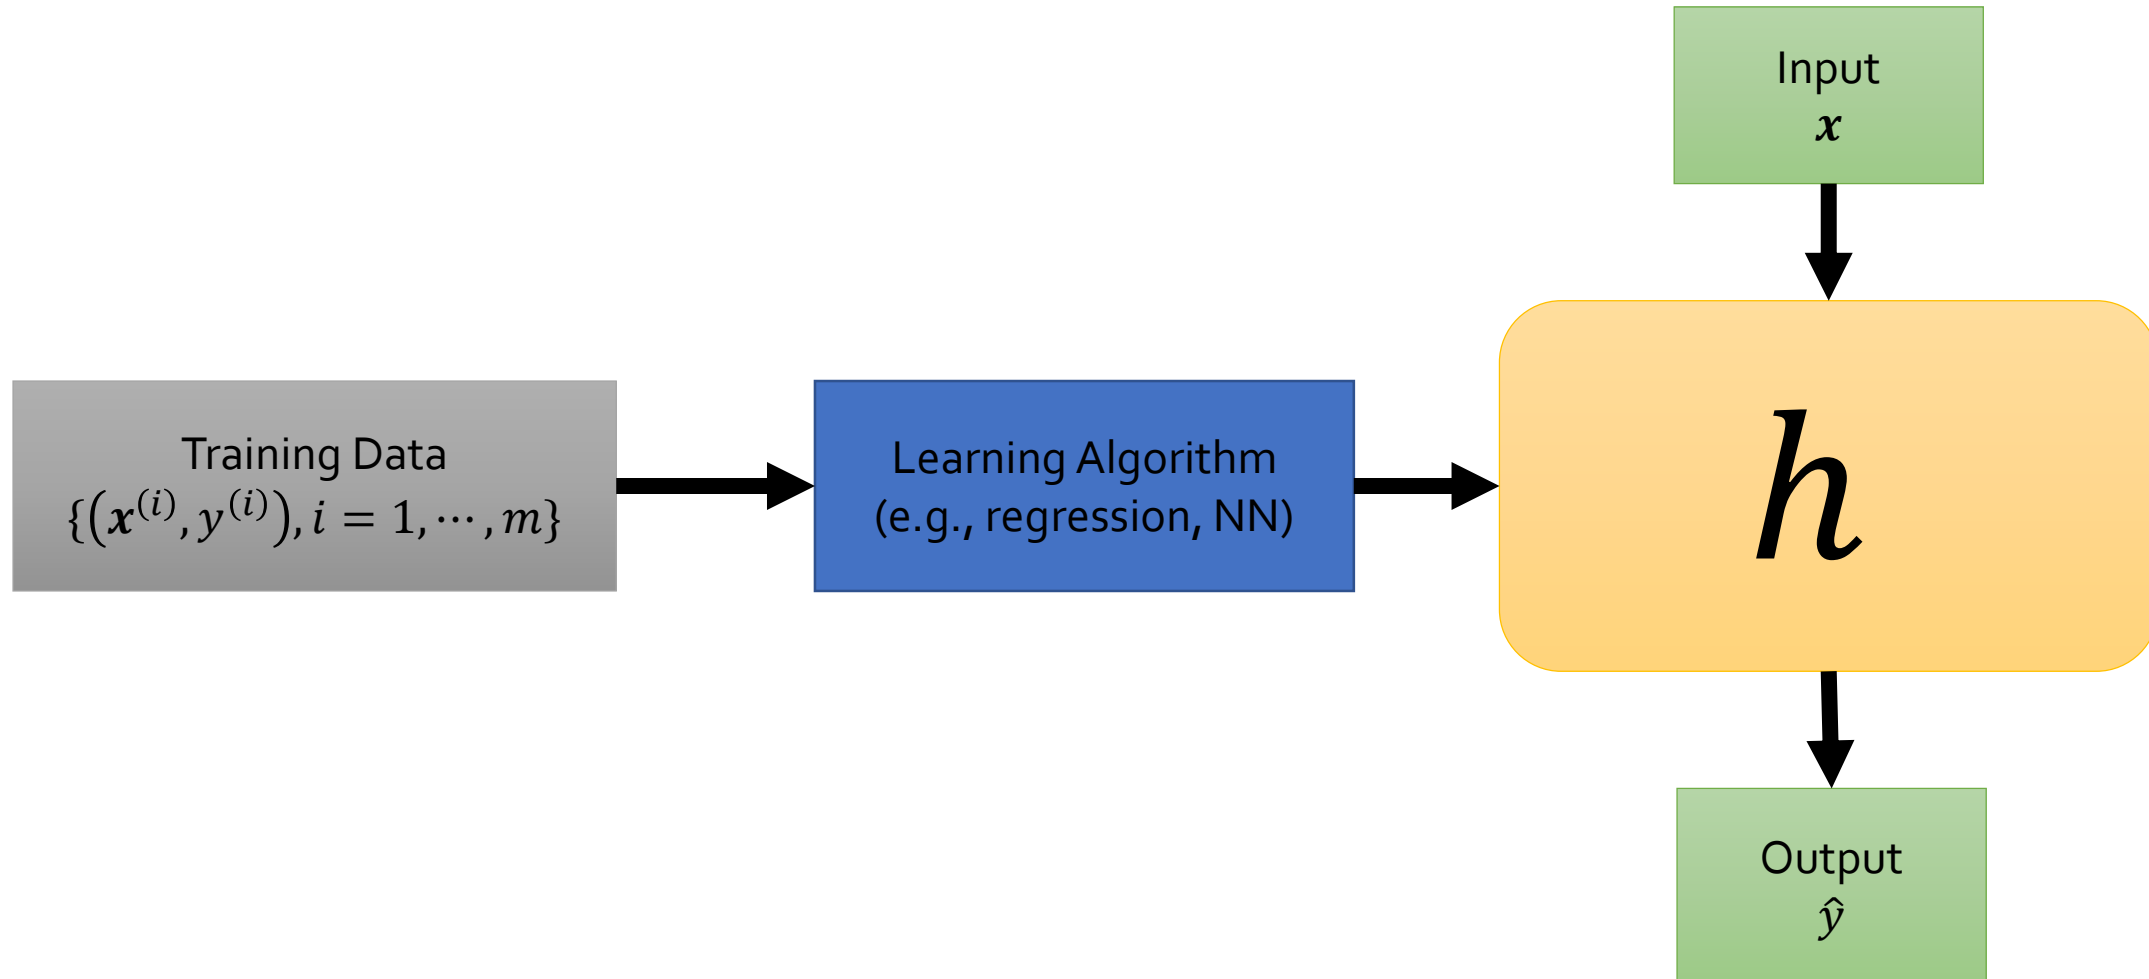 Input
𝒙
Training Data
{(𝒙⁽ⁱ⁾, y⁽ⁱ⁾), i = 1, ⋯ , m}
Learning Algorithm
(e.g., regression, NN)
h
Output
ŷ